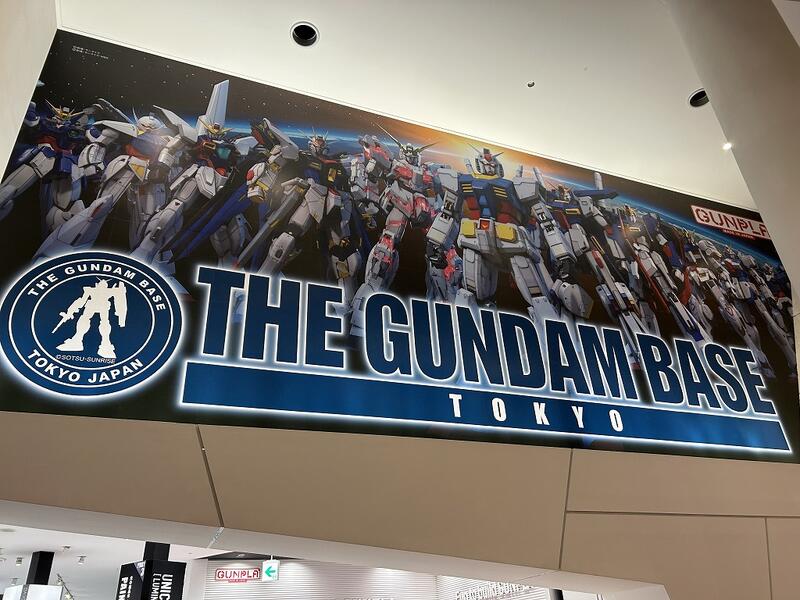 GUNPLA
THE GUNDAM BASE
©SOTSU·SUNRISE
TOKYO JAPAN
THE GUNDAM BASE
TOKYO
GUNPLA